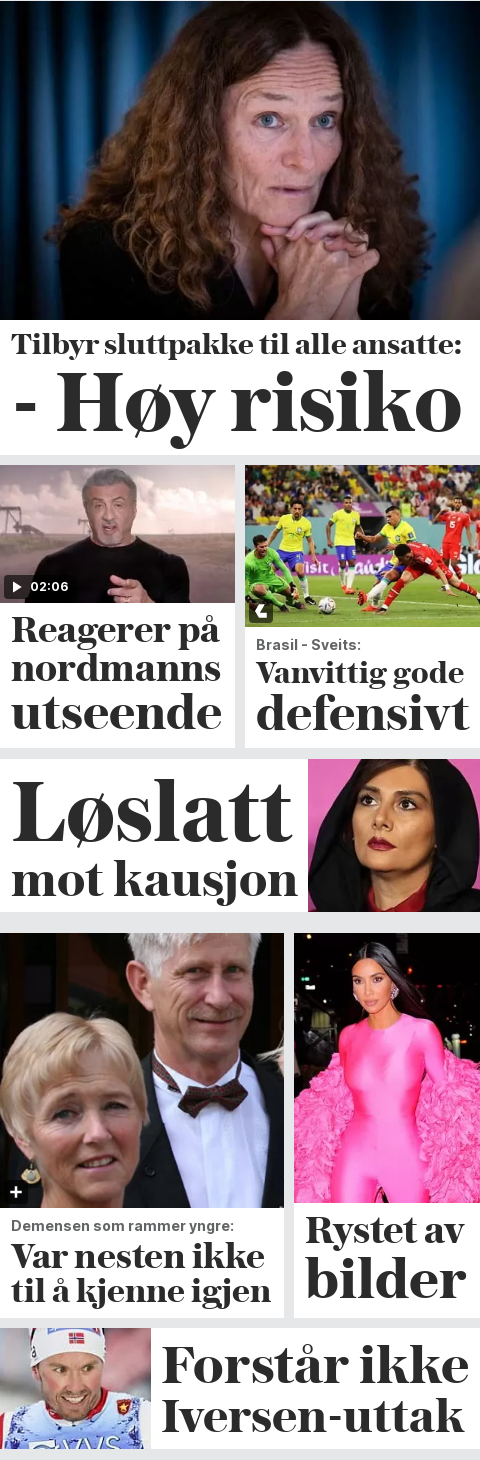 Tilbyr sluttpakke til alle ansatte:
- Høy risiko
02:06
Reagerer på
nordmanns
utseende
visit
Brasil - Sveits:
Vanvittig gode
defensivt
Løslatt
mot kausjon
Demensen som rammer yngre:
Var nesten ikke
til å kjenne igjen
Rystet av
bilder
Forstår ikke
Iversen-uttak